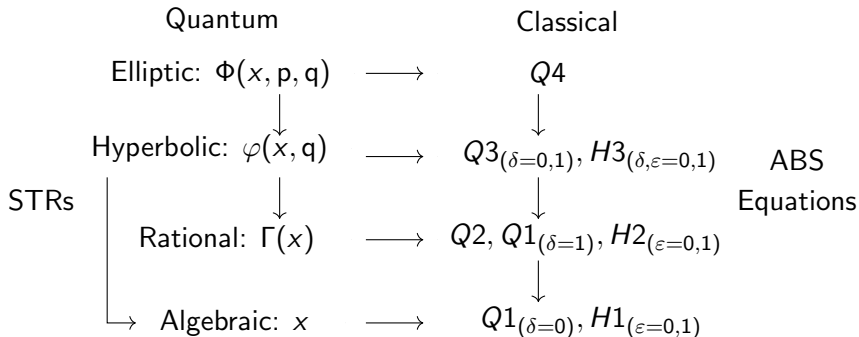 Quantum Classical
Elliptic: Φ(x, p, q) Q4
Hyperbolic: φ(x, q) Q3(δ=0,1), H3(δ,ε=0,1) ABS
STRs Equations
Rational: Γ(x) Q2, Q1(δ=1), H2(ε=0,1)
Algebraic: x Q1(δ=0), H1(ε=0,1)